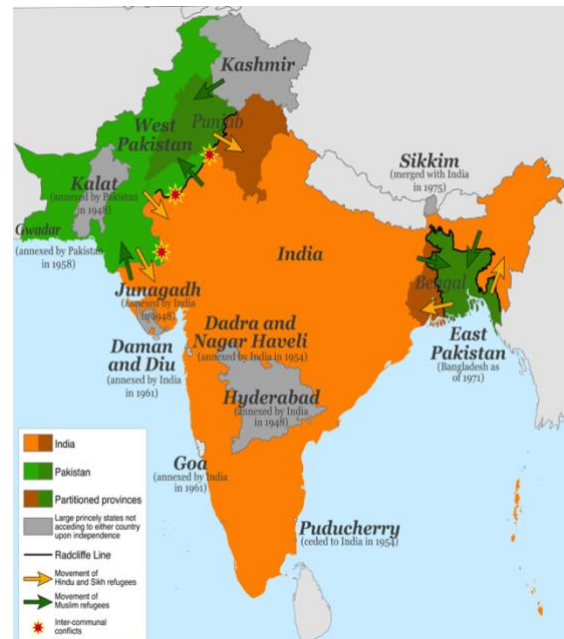 Kashmir
Punjab
West
Pakistan
Sikkim
(merged with India
in 1975)
Kalat
(annexed by Pakistan
in 1948)
Gwadar
(annexed by Pakistan
in 1958)
India
Bengal
Junagadh
(annexed by India
in 1948)
East
Pakistan
(Bangladesh as
of 1971)
Dadra and
Nagar Haveli
(annexed by India in 1954)
Daman
and Diu
(annexed by India
in 1961)
Hyderabad
(annexed by India
in 1948)
Goa
(annexed by India
in 1961)
Puducherry
(ceded to India in 1954)
India
Pakistan
Partitioned provinces
Large princely states not
acceding to either country
upon independence
Radcliffe Line
Movement of
Hindu and Sikh refugees
Movement of
Muslim refugees
Inter-communal
conflicts